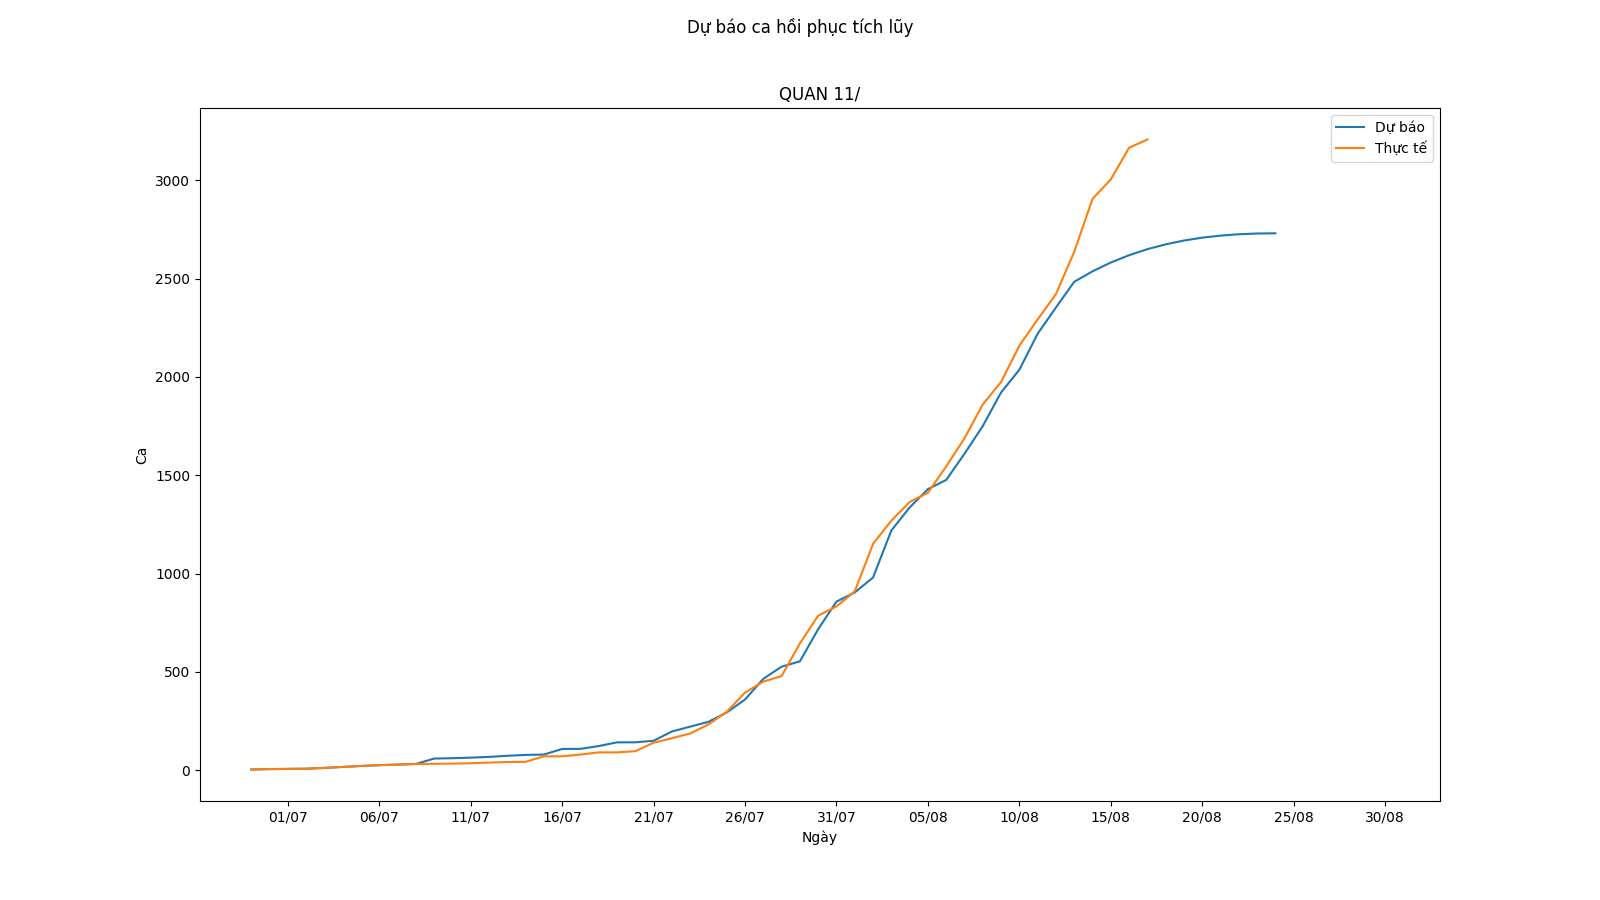 Dự báo ca hồi phục tích lũy
QUAN 11/
Dự báo
Thực tế
3000
2500
2000
1500
1000
500
0
Ca
01/07 06/07 11/07 16/07 21/07 26/07 31/07 05/08 10/08 15/08 20/08 25/08 30/08
Ngày